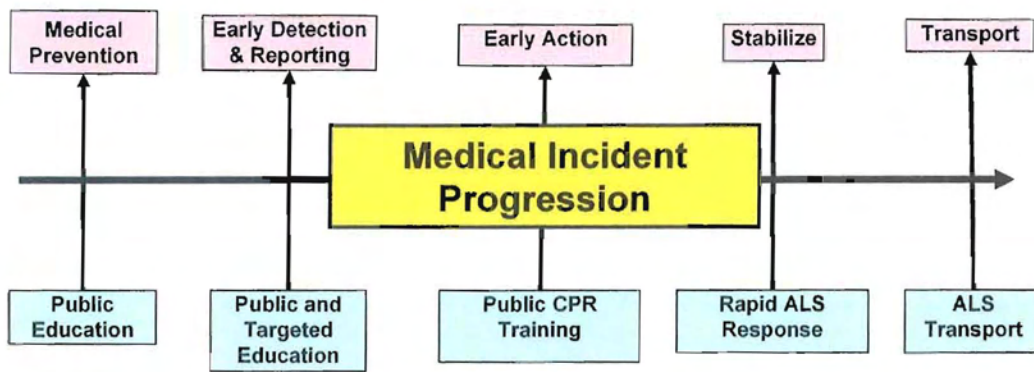 Medical
Prevention
Early Detection
& Reporting
Early Action
Stabilize
Transport
Medical Incident
Progression
Public
Education
Public and
Targeted
Education
Public CPR
Training
Rapid ALS
Response
ALS
Transport